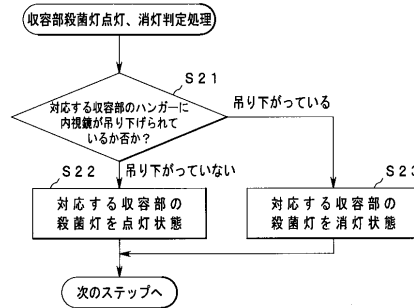 収容部殺菌灯点灯、消灯判定処理
S21
対応する収容部のハンガーに
内視鏡が吊り下げられて
いるか否か？
吊り下がっている
S22
吊り下がっていない
S23
対応する収容部の
殺菌灯を点灯状態
対応する収容部の
殺菌灯を消灯状態
次のステップへ